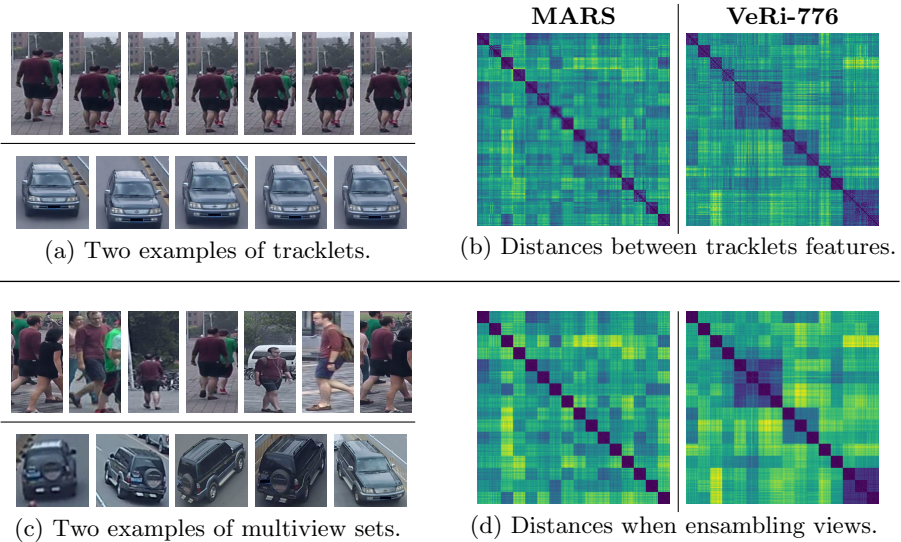 MARS
VeRi-776
(a) Two examples of tracklets.
(b) Distances between tracklets features.
(c) Two examples of multiview sets.
(d) Distances when ensambling views.